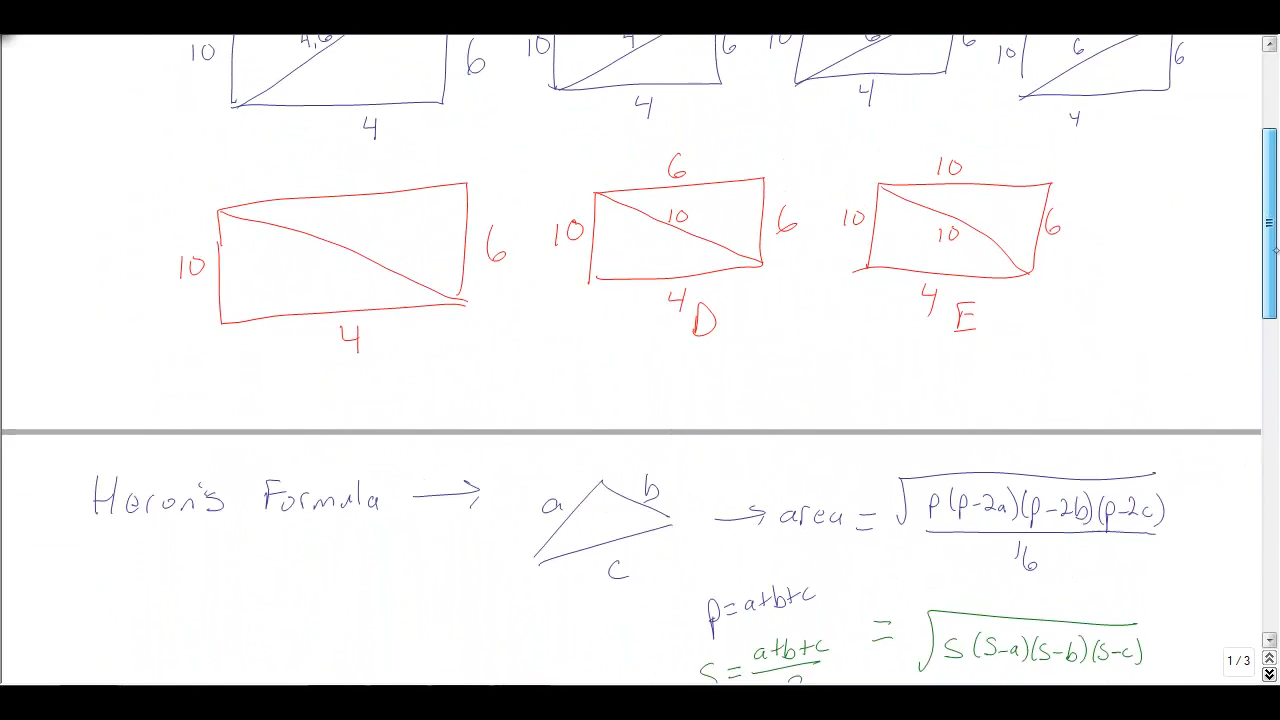 10 6 10 4 6 10 6 6 10 6 6
4 4 4 4
10 6 4
6 10 10 6 4 D
10 10 10 6 4 E
Heron's Formula → a b c → area = √(p(p-2a)(p-2b)(p-2c)/16)
p = a+b+c
= √(s(s-a)(s-b)(s-c))
s = a+b+c
1 / 3